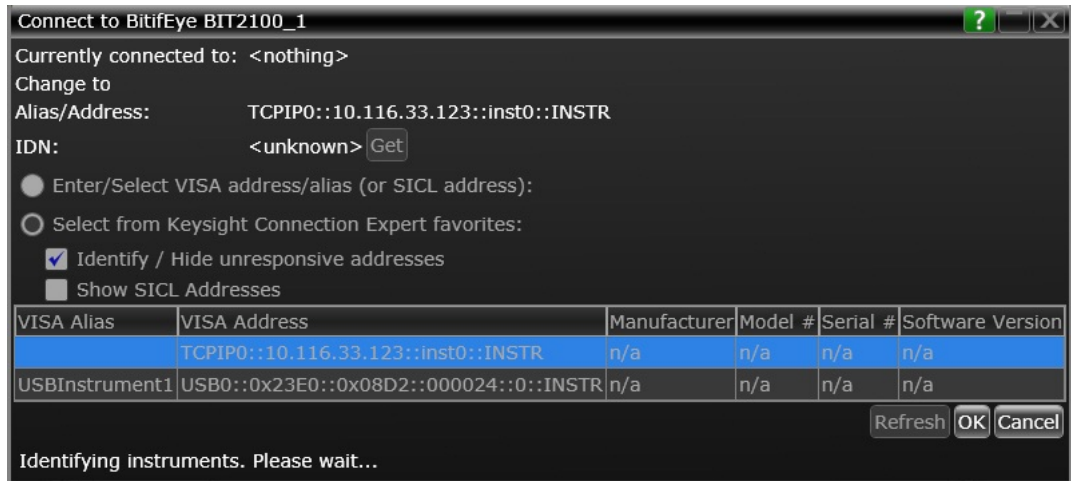 Connect to BitifEye BIT2100_1 ? X
Currently connected to: <nothing>
Change to
Alias/Address: TCPIP0::10.116.33.123::inst0::INSTR
IDN: <unknown> Get
Enter/Select VISA address/alias (or SICL address):
Select from Keysight Connection Expert favorites:
Identify / Hide unresponsive addresses
Show SICL Addresses
VISA Alias VISA Address Manufacturer Model # Serial # Software Version
TCPIP0::10.116.33.123::inst0::INSTR n/a n/a n/a n/a
USBInstrument1 USB0::0x23E0::0x08D2::000024::0::INSTR n/a n/a n/a n/a
Refresh OK Cancel
Identifying instruments. Please wait...